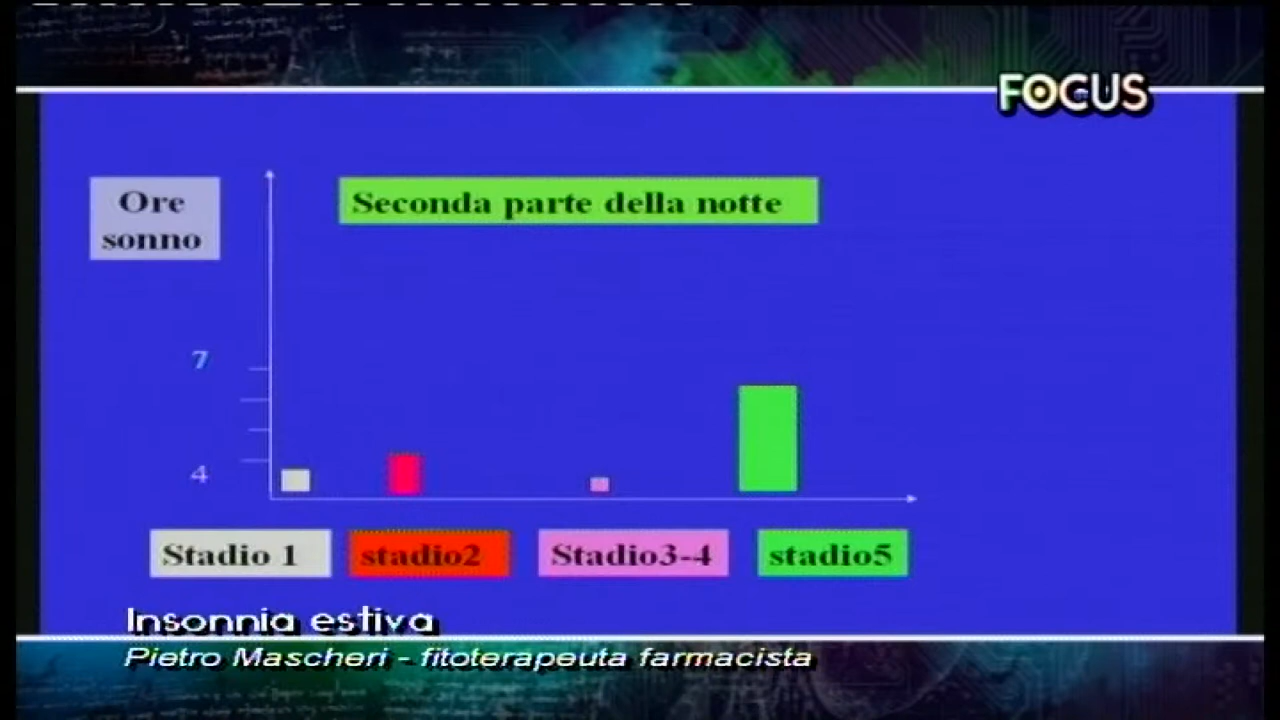 FOCUS
Ore
sonno
Seconda parte della notte
7
4
Stadio 1
stadio2
Stadio3-4
stadio5
Insonnia estiva
Pietro Mascheri - fitoterapeuta farmacista